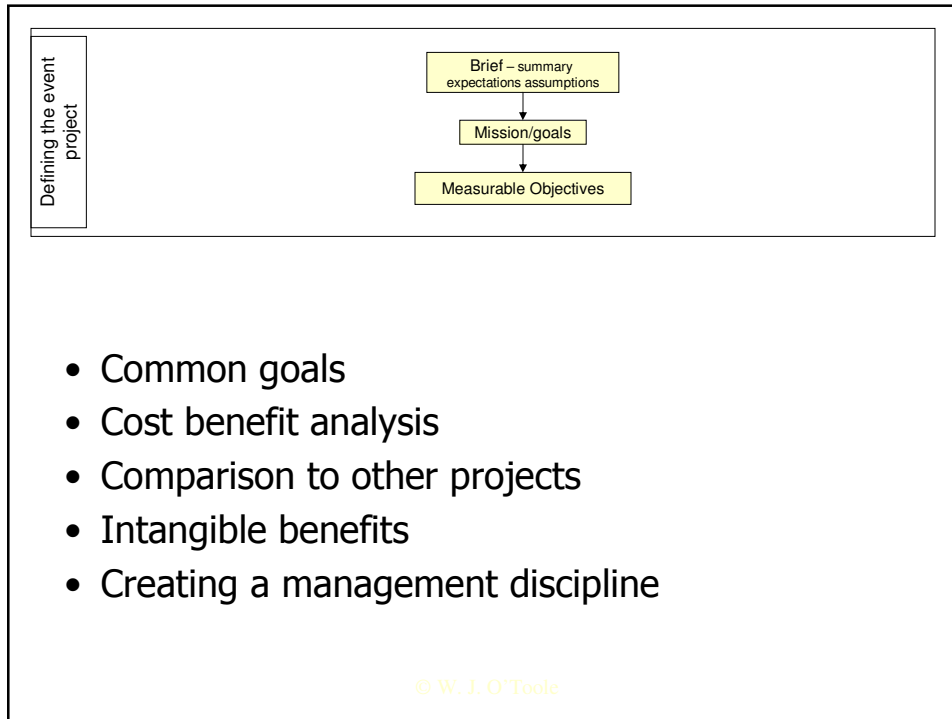 Defining the event
project
Brief – summary
expectations assumptions
Mission/goals
Measurable Objectives
• Common goals
• Cost benefit analysis
• Comparison to other projects
• Intangible benefits
• Creating a management discipline
© W. J. O'Toole